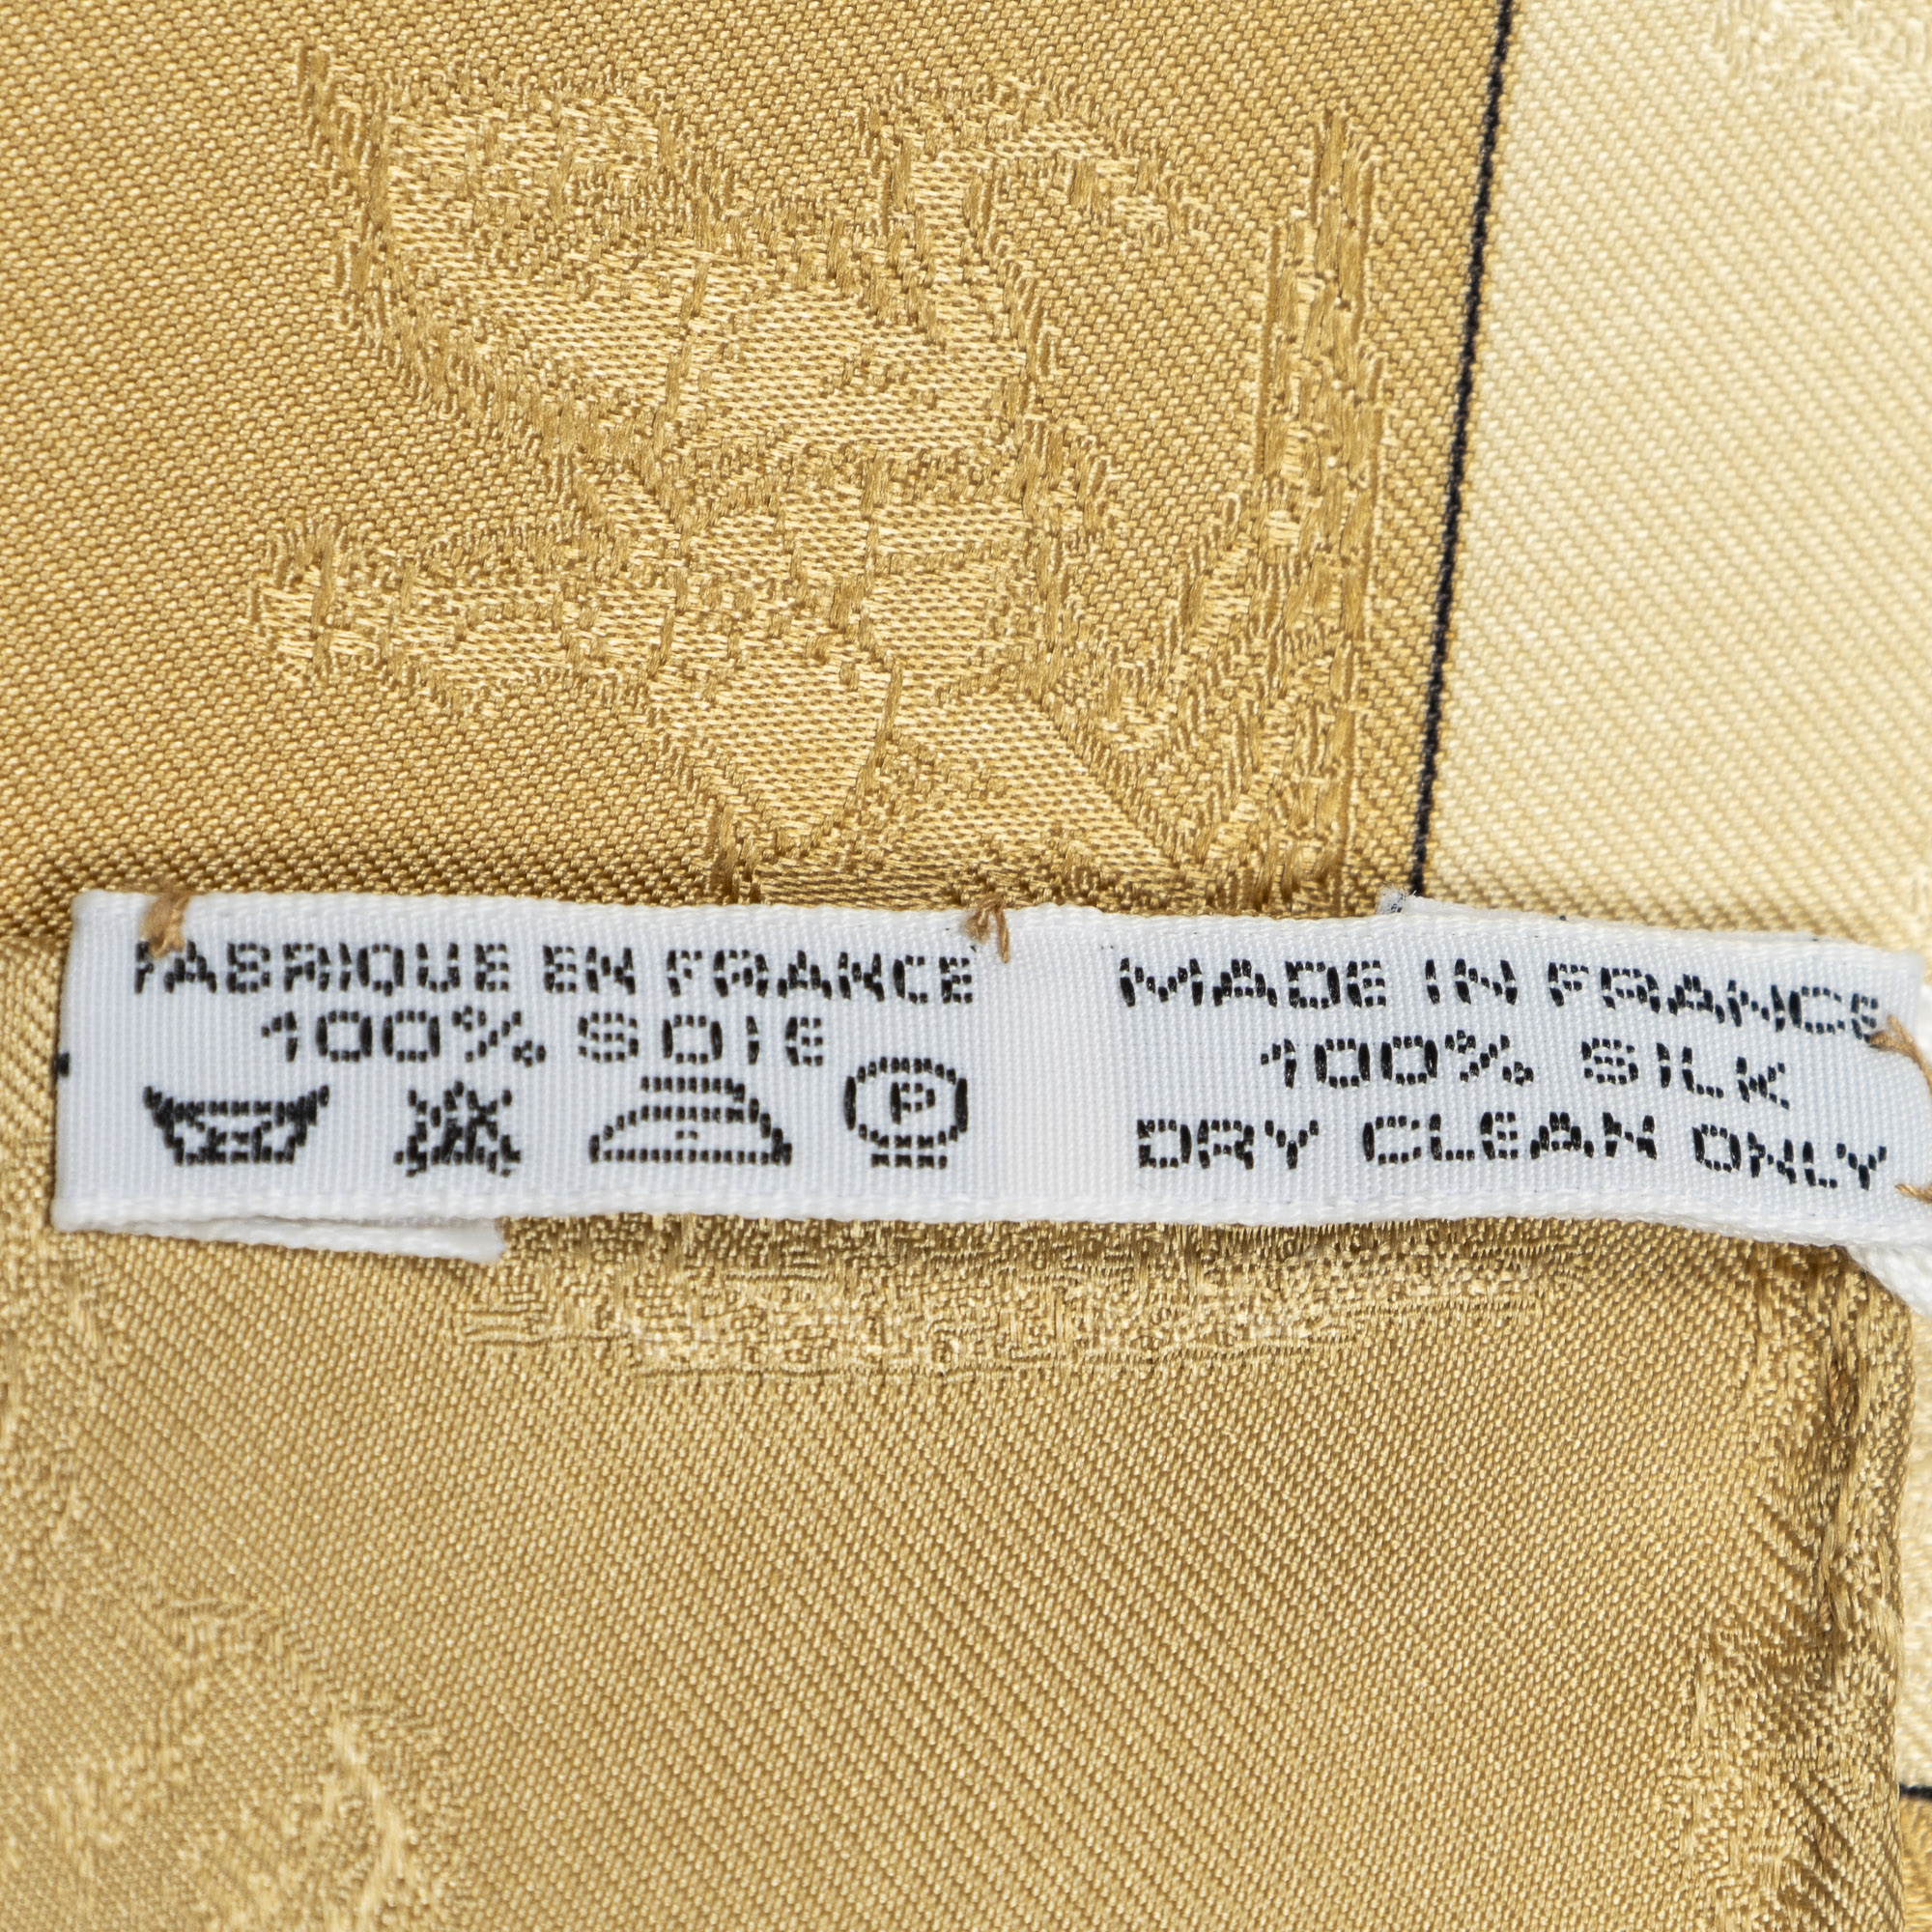 FABRIQUE EN FRANCE
100% SOIE
P
MADE IN FRANCE
100% SILK
DRY CLEAN ONLY